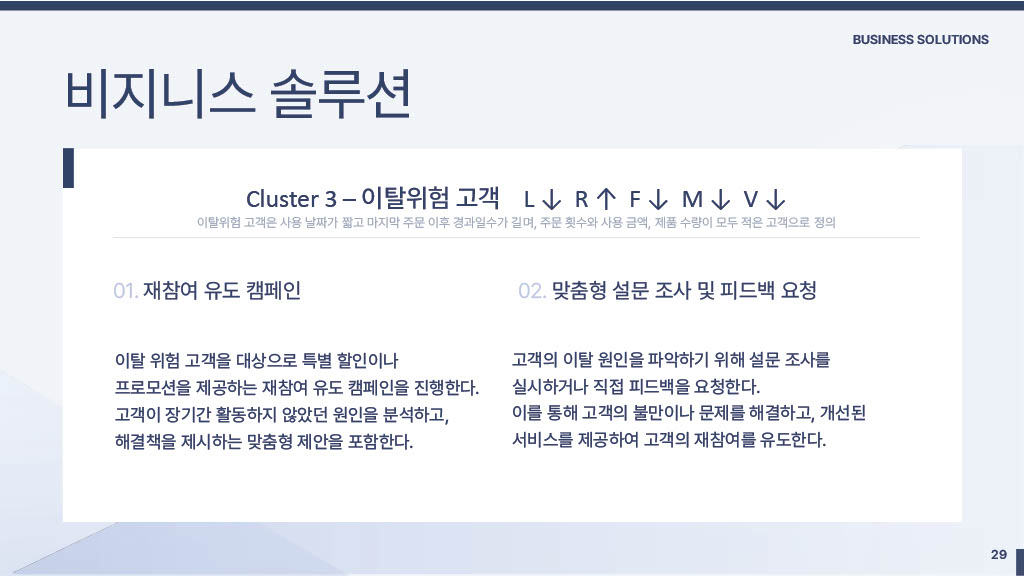 BUSINESS SOLUTIONS
비지니스 솔루션
Cluster 3 – 이탈위험 고객 L ↓ R ↑ F ↓ M ↓ V ↓
이탈위험 고객은 사용 날짜가 짧고 마지막 주문 이후 경과일수가 길며, 주문 횟수와 사용 금액, 제품 수량이 모두 적은 고객으로 정의
01. 재참여 유도 캠페인
이탈 위험 고객을 대상으로 특별 할인이나
프로모션을 제공하는 재참여 유도 캠페인을 진행한다.
고객이 장기간 활동하지 않았던 원인을 분석하고,
해결책을 제시하는 맞춤형 제안을 포함한다.
02. 맞춤형 설문 조사 및 피드백 요청
고객의 이탈 원인을 파악하기 위해 설문 조사를
실시하거나 직접 피드백을 요청한다.
이를 통해 고객의 불만이나 문제를 해결하고, 개선된
서비스를 제공하여 고객의 재참여를 유도한다.
29